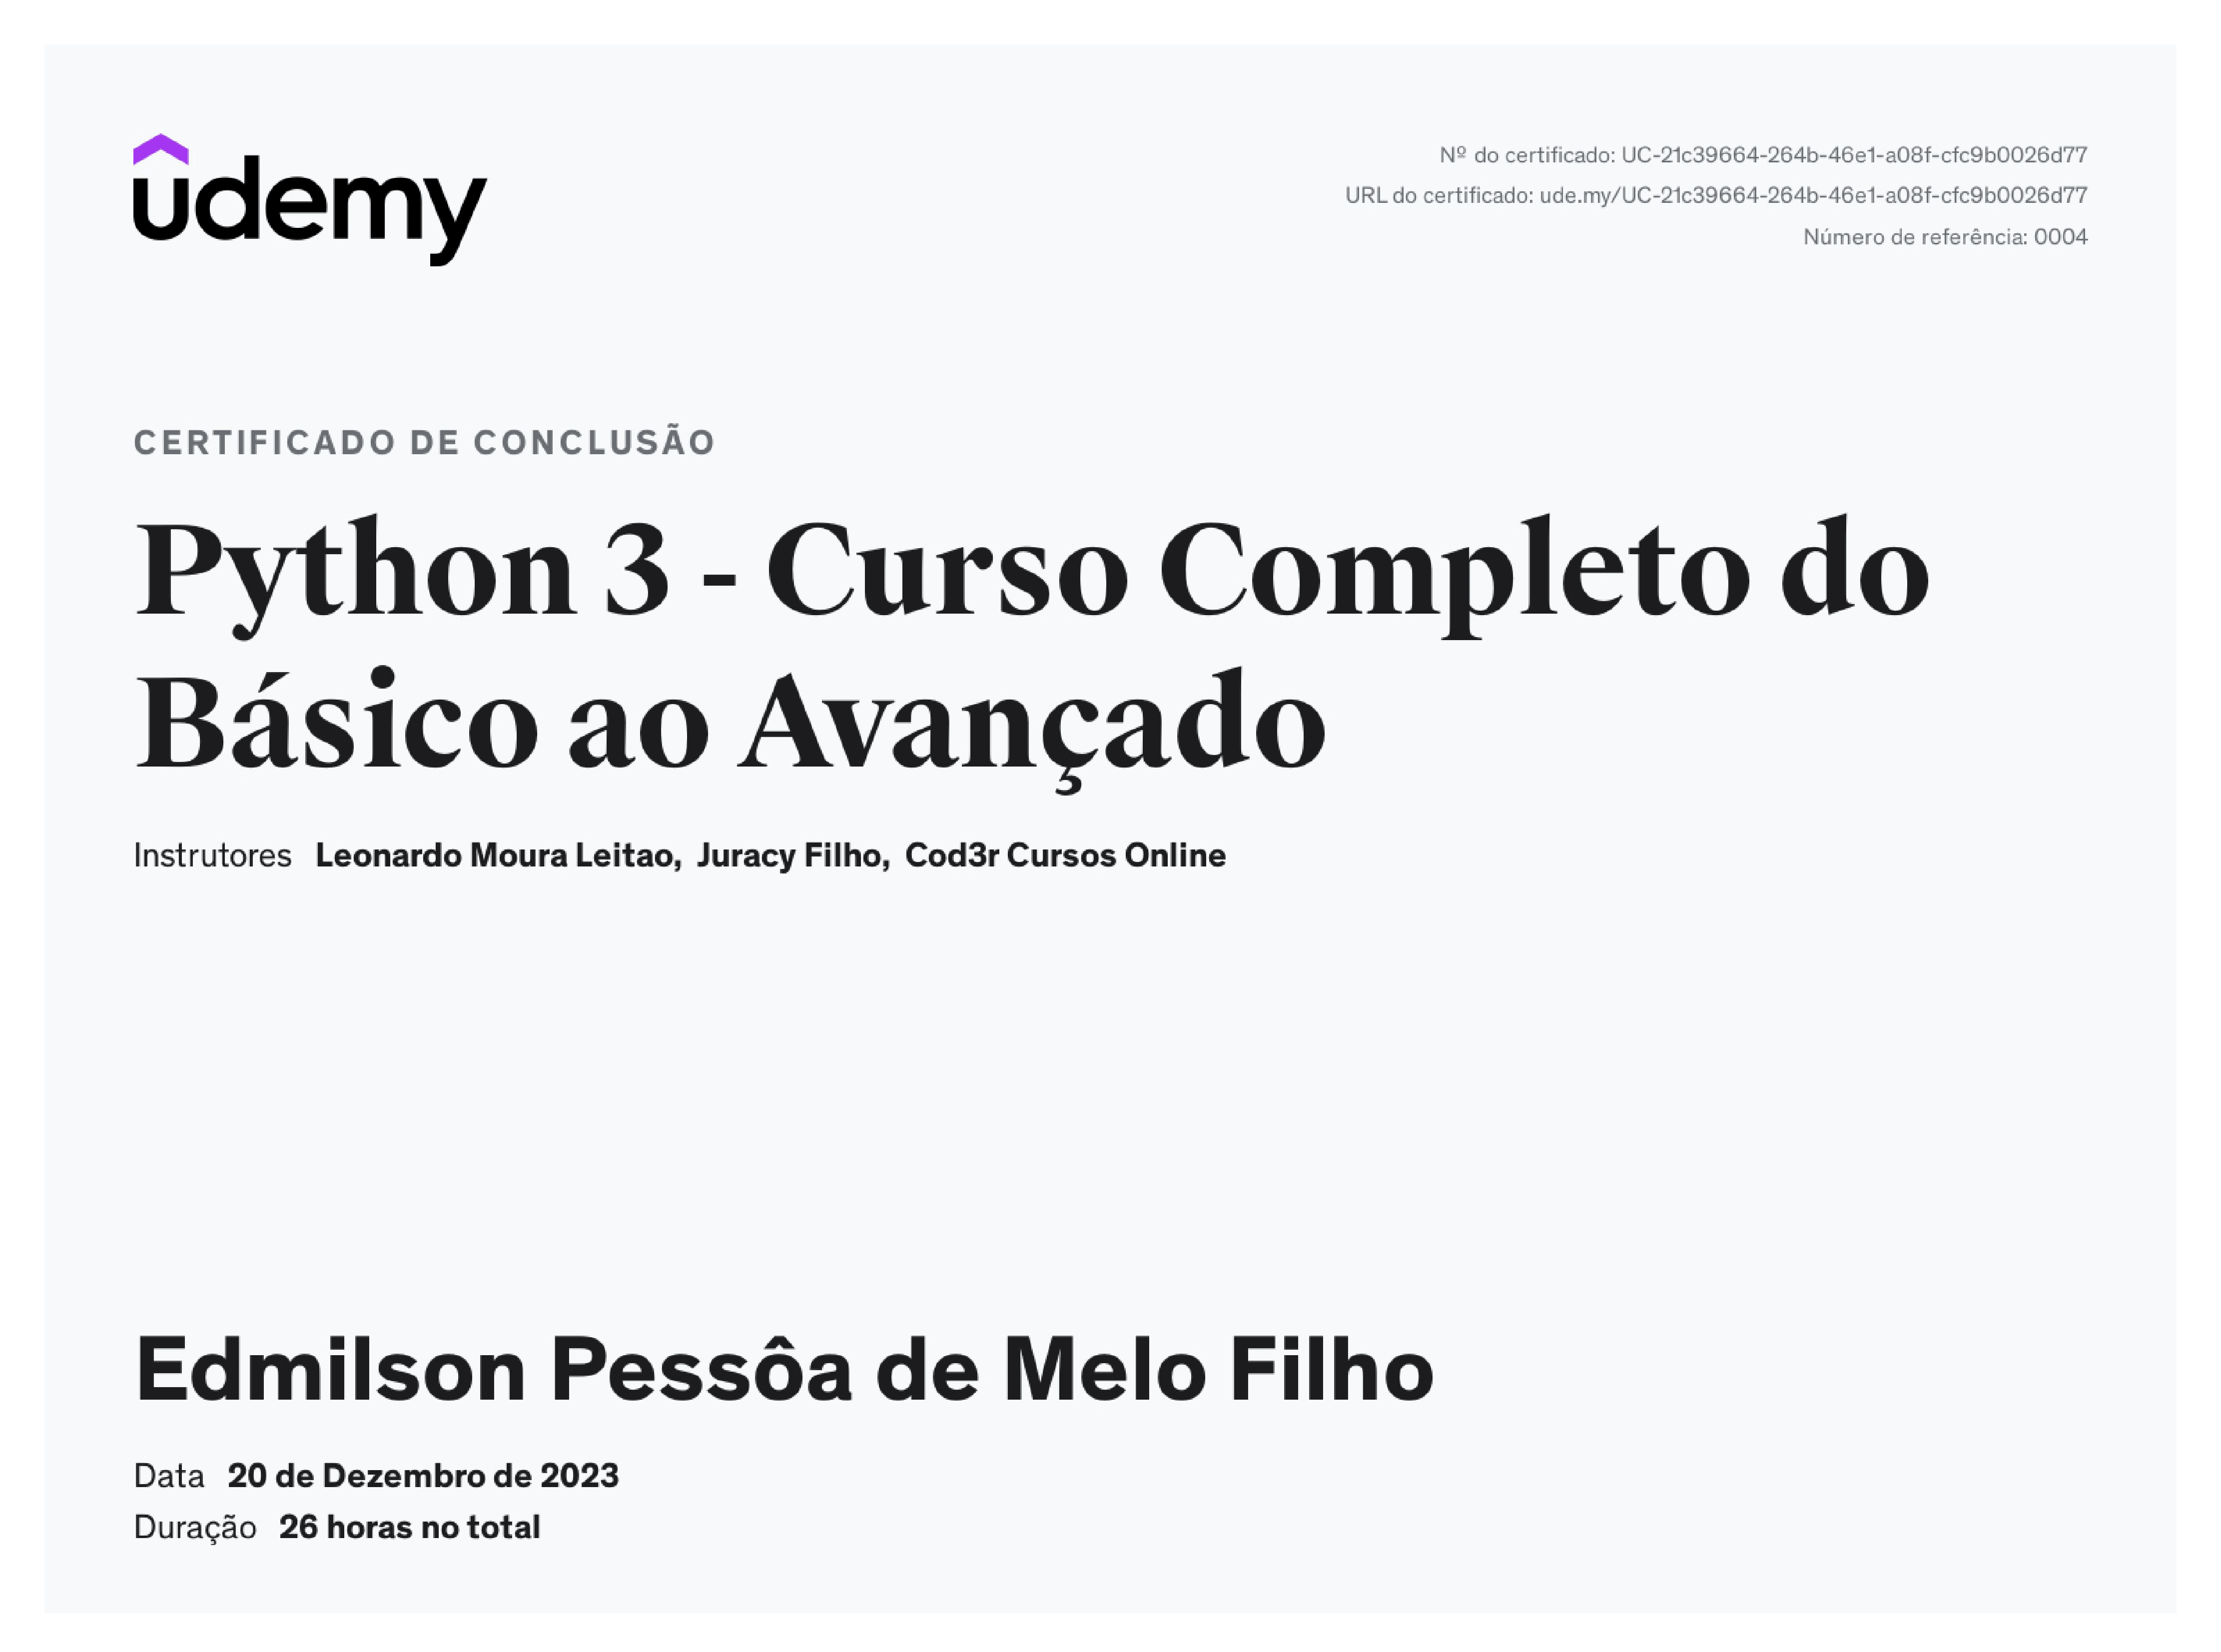 udemy
Nº do certificado: UC-21c39664-264b-46e1-a08f-cfc9b0026d77
URL do certificado: ude.my/UC-21c39664-264b-46e1-a08f-cfc9b0026d77
Número de referência: 0004
CERTIFICADO DE CONCLUSÃO
Python 3 - Curso Completo do
Básico ao Avançado
Instrutores Leonardo Moura Leitao, Juracy Filho, Cod3r Cursos Online
Edmilson Pessôa de Melo Filho
Data 20 de Dezembro de 2023
Duração 26 horas no total